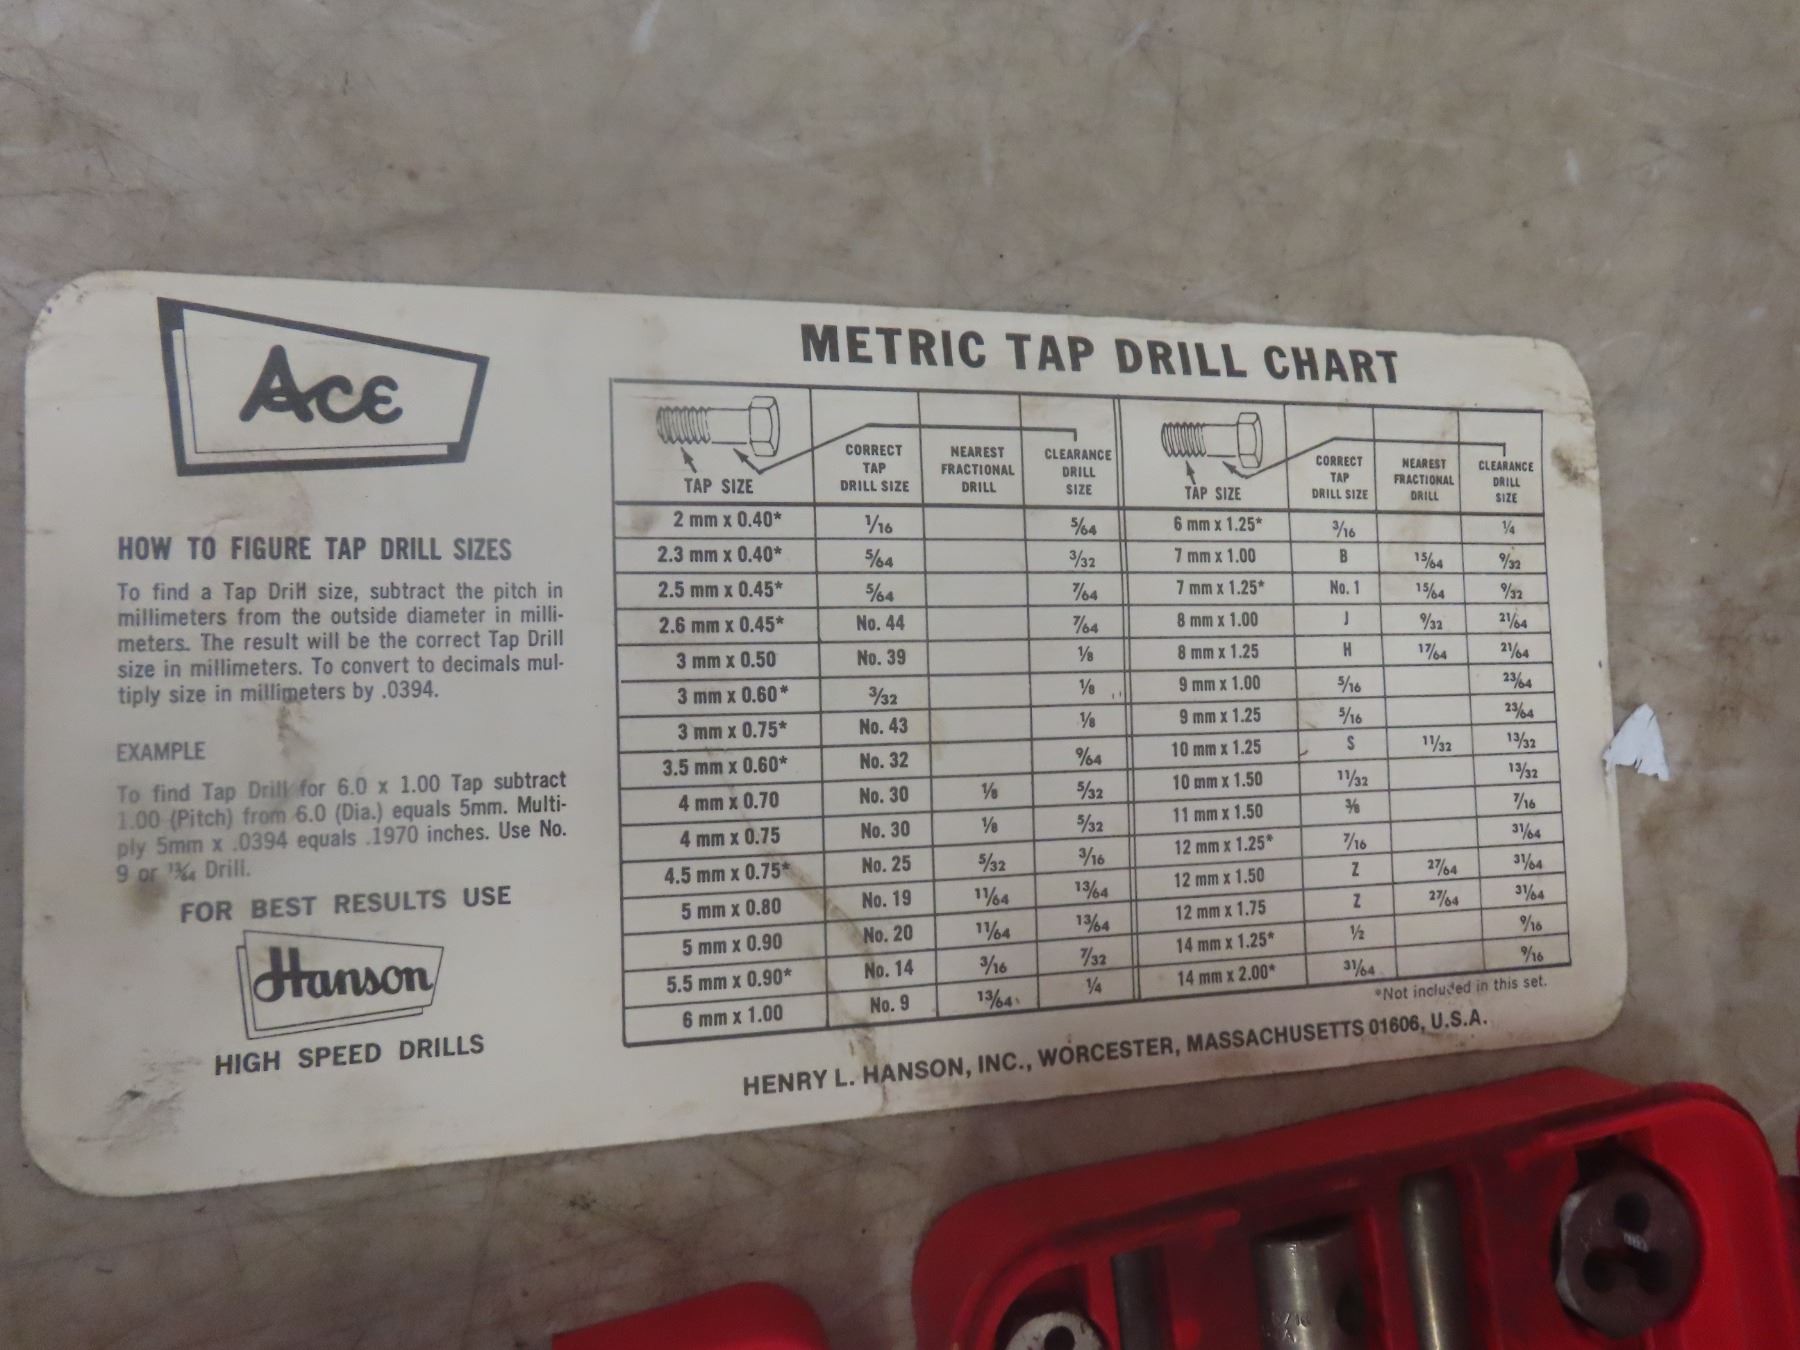 ACE
HOW TO FIGURE TAP DRILL SIZES
To find a Tap Drill size, subtract the pitch in
millimeters from the outside diameter in milli-
meters. The result will be the correct Tap Drill
size in millimeters. To convert to decimals mul-
tiply size in millimeters by .0394.
EXAMPLE
To find Tap Drill for 6.0 x 1.00 Tap subtract
1.00 (Pitch) from 6.0 (Dia.) equals 5mm. Multi-
ply 5mm x .0394 equals .1970 inches. Use No.
9 or 13/64 Drill.
FOR BEST RESULTS USE
Hanson
HIGH SPEED DRILLS
METRIC TAP DRILL CHART
TAP SIZE CORRECT TAP DRILL SIZE NEAREST FRACTIONAL DRILL CLEARANCE DRILL SIZE
2 mm x 0.40* 1/16 5/64
2.3 mm x 0.40* 5/64 3/32
2.5 mm x 0.45* 5/64 7/64
2.6 mm x 0.45* No. 44 7/64
3 mm x 0.50 No. 39 1/8
3 mm x 0.60* 3/32 1/8
3 mm x 0.75* No. 43 1/8
3.5 mm x 0.60* No. 32 9/64
4 mm x 0.70 No. 30 1/8 5/32
4 mm x 0.75 No. 30 1/8 5/32
4.5 mm x 0.75* No. 25 5/32 3/16
5 mm x 0.80 No. 19 11/64 13/64
5 mm x 0.90 No. 20 11/64 13/64
5.5 mm x 0.90* No. 14 3/16 7/32
6 mm x 1.00 No. 9 13/64 1/4
TAP SIZE CORRECT TAP DRILL SIZE NEAREST FRACTIONAL DRILL CLEARANCE DRILL SIZE
6 mm x 1.25* 3/16 1/4
7 mm x 1.00 B 15/64 9/32
7 mm x 1.25* No. 1 15/64 9/32
8 mm x 1.00 J 9/32 21/64
8 mm x 1.25 H 17/64 21/64
9 mm x 1.00 5/16 23/64
9 mm x 1.25 5/16 23/64
10 mm x 1.25 S 11/32 13/32
10 mm x 1.50 11/32 13/32
11 mm x 1.50 3/8 7/16
12 mm x 1.25* 7/16 31/64
12 mm x 1.50 Z 27/64 31/64
12 mm x 1.75 Z 27/64 31/64
14 mm x 1.25* 1/2 9/16
14 mm x 2.00* 31/64 9/16
*Not included in this set.
HENRY L. HANSON, INC., WORCESTER, MASSACHUSETTS 01606, U.S.A.